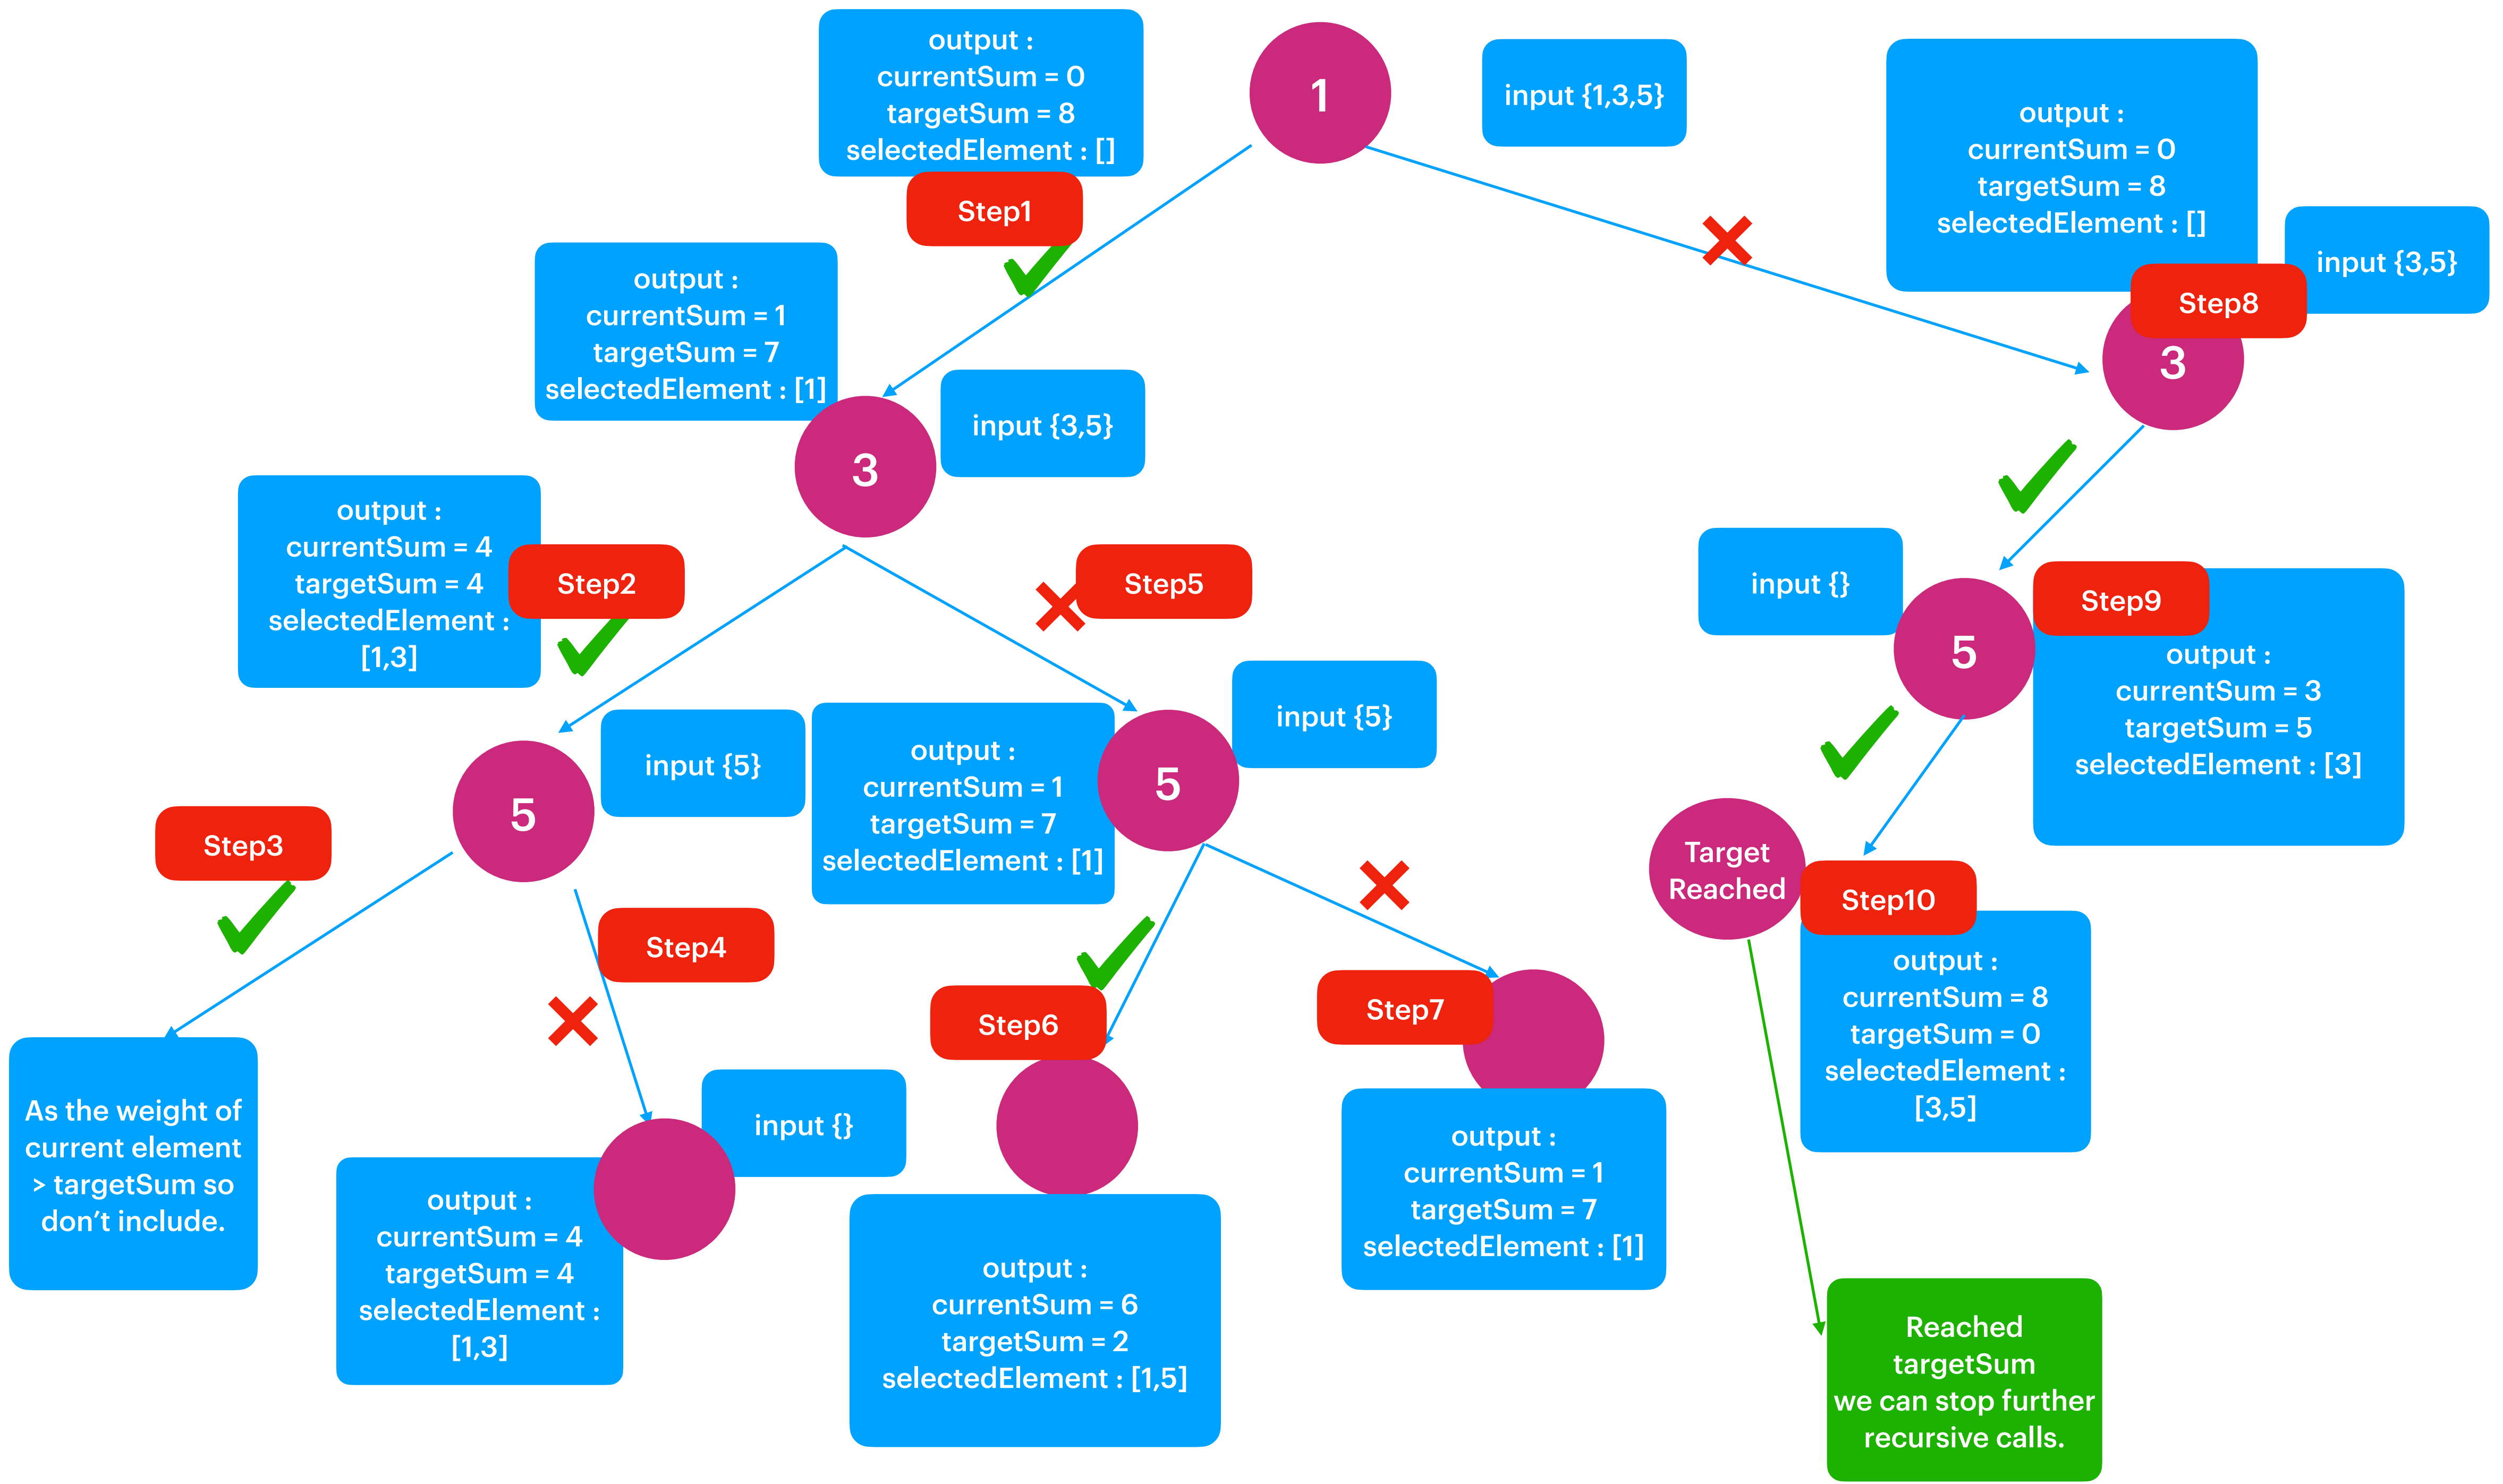 output :
currentSum = 0
targetSum = 8
selectedElement : []
1
input {1,3,5}
output :
currentSum = 0
targetSum = 8
selectedElement : []
Step1
input {3,5}
Step8
3
output :
currentSum = 1
targetSum = 7
selectedElement : [1]
input {3,5}
3
output :
currentSum = 4
targetSum = 4
selectedElement :
[1,3]
Step2
Step5
input {}
Step9
5
output :
currentSum = 3
targetSum = 5
selectedElement : [3]
input {5}
5
output :
currentSum = 1
targetSum = 7
selectedElement : [1]
5
input {5}
Step3
Step4
Target
Reached
Step10
output :
currentSum = 8
targetSum = 0
selectedElement :
[3,5]
Step6
Step7
As the weight of
current element
> targetSum so
don’t include.
input {}
output :
currentSum = 4
targetSum = 4
selectedElement :
[1,3]
output :
currentSum = 6
targetSum = 2
selectedElement : [1,5]
output :
currentSum = 1
targetSum = 7
selectedElement : [1]
Reached
targetSum
we can stop further
recursive calls.